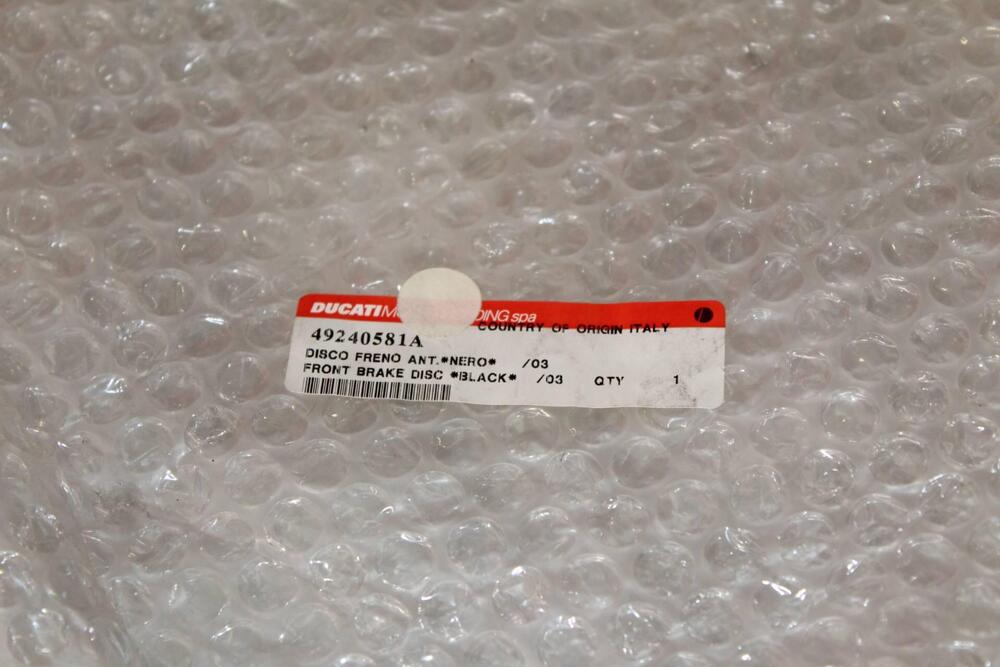 DUCATI DING spa
COUNTRY OF ORIGIN ITALY
49240581A
DISCO FRENO ANT.*NERO* /03
FRONT BRAKE DISC *BLACK* /03 QTY 1